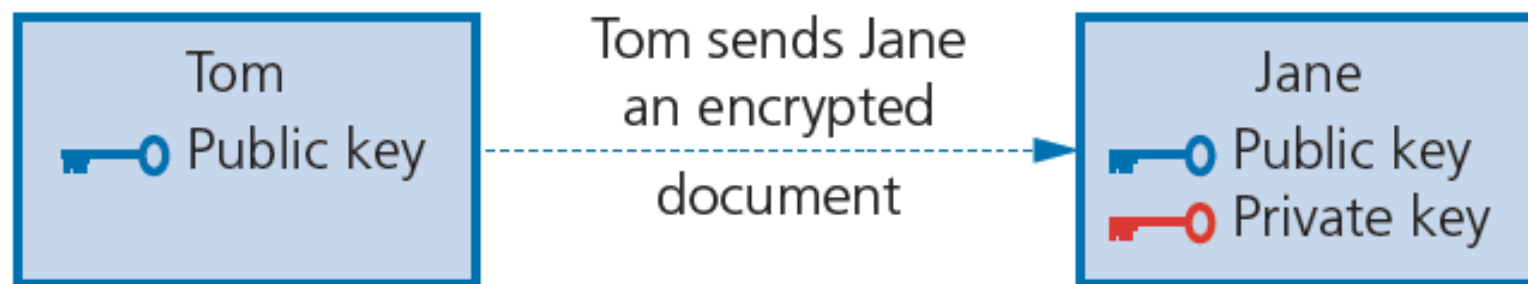 Tom
Public key
Tom sends Jane
an encrypted
document
Jane
Public key
Private key